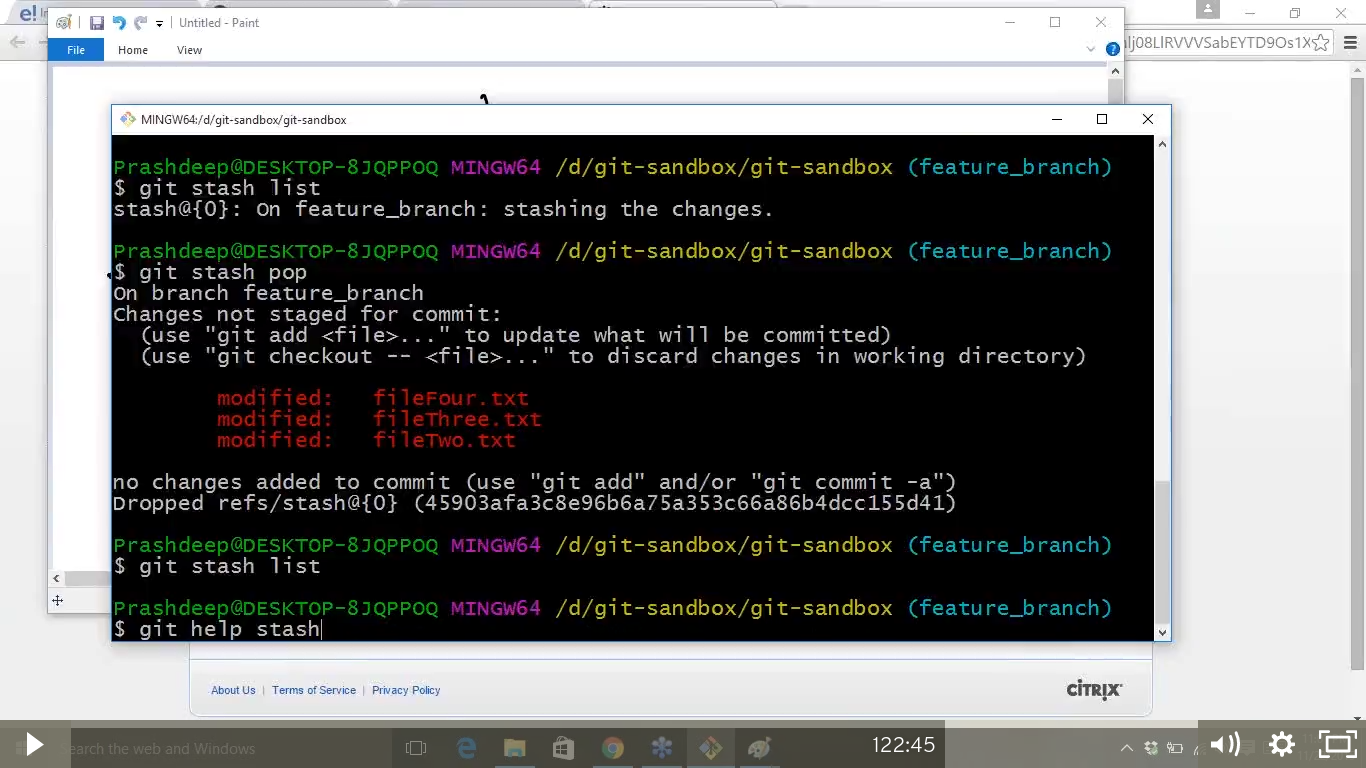 Untitled - Paint
File Home View
nlj08LlRVVVSabEYTD9Os1X
MINGW64:/d/git-sandbox/git-sandbox
Prashdeep@DESKTOP-8JQPPOQ MINGW64 /d/git-sandbox/git-sandbox (feature_branch)
$ git stash list
stash@{0}: On feature_branch: stashing the changes.
Prashdeep@DESKTOP-8JQPPOQ MINGW64 /d/git-sandbox/git-sandbox (feature_branch)
$ git stash pop
On branch feature_branch
Changes not staged for commit:
(use "git add <file>..." to update what will be committed)
(use "git checkout -- <file>..." to discard changes in working directory)
modified: fileFour.txt
modified: fileThree.txt
modified: fileTwo.txt
no changes added to commit (use "git add" and/or "git commit -a")
Dropped refs/stash@{0} (45903afa3c8e96b6a75a353c66a86b4dcc155d41)
Prashdeep@DESKTOP-8JQPPOQ MINGW64 /d/git-sandbox/git-sandbox (feature_branch)
$ git stash list
Prashdeep@DESKTOP-8JQPPOQ MINGW64 /d/git-sandbox/git-sandbox (feature_branch)
$ git help stash
About Us | Terms of Service | Privacy Policy
CITRIX
Search the web and Windows
122:45